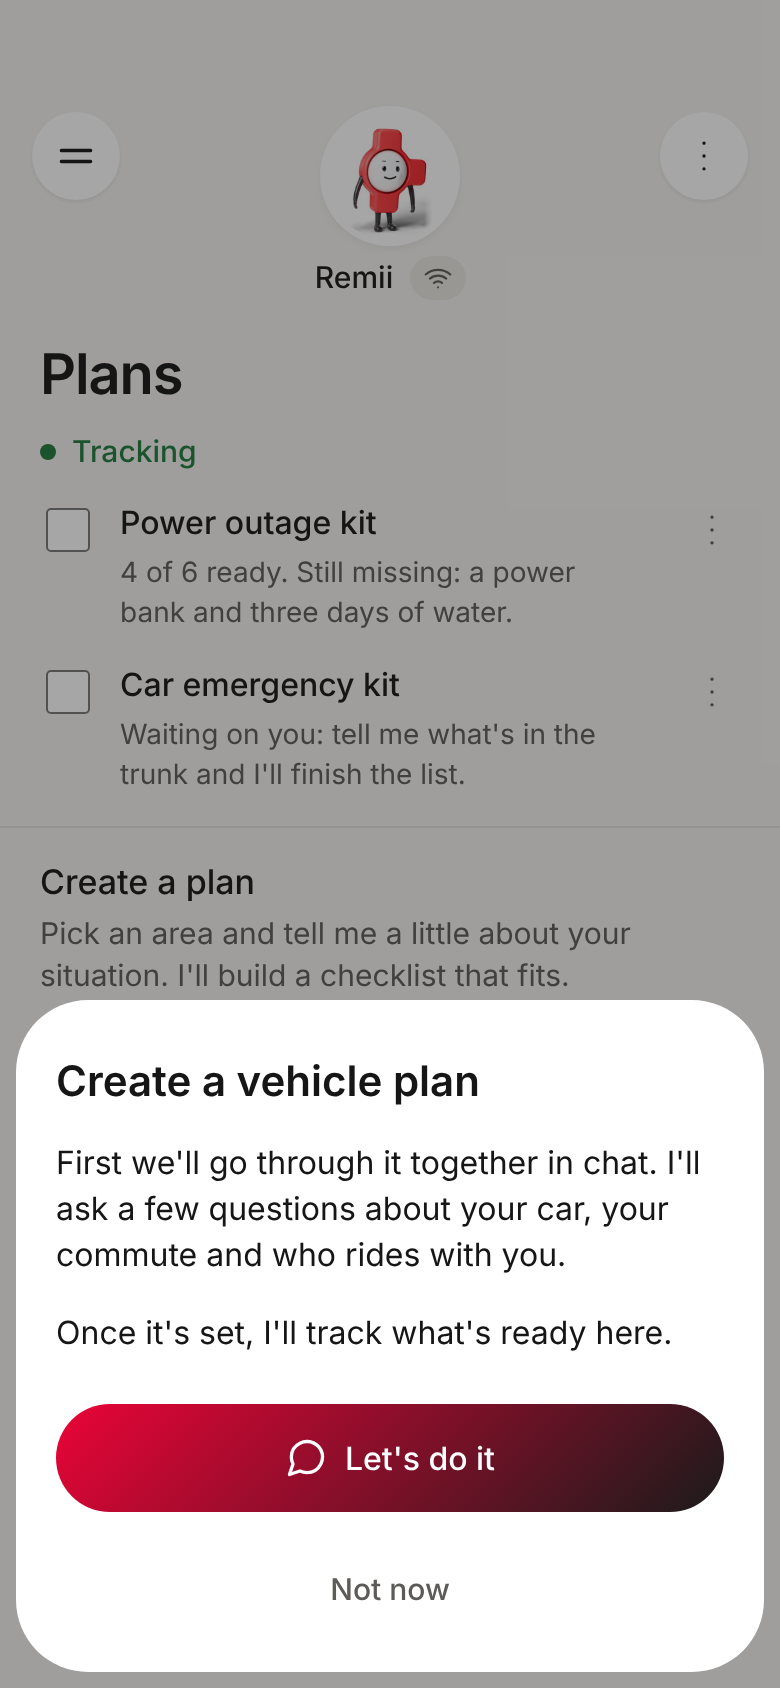 Remii
Plans
Tracking
Power outage kit
4 of 6 ready. Still missing: a power
bank and three days of water.
Car emergency kit
Waiting on you: tell me what's in the
trunk and I'll finish the list.
Create a plan
Pick an area and tell me a little about your
situation. I'll build a checklist that fits.
Create a vehicle plan
First we'll go through it together in chat. I'll
ask a few questions about your car, your
commute and who rides with you.
Once it's set, I'll track what's ready here.
Let's do it
Not now